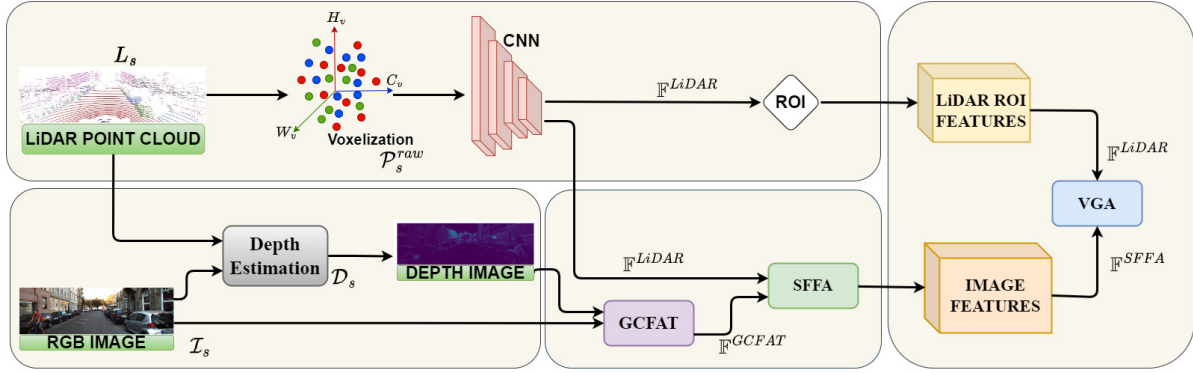 L_s
LiDAR POINT CLOUD
H_v
C_v
W_v
Voxelization
𝒫_s^{raw}
CNN
𝔽^{LiDAR}
ROI
LiDAR ROI
FEATURES
𝔽^{LiDAR}
VGA
𝔽^{SFFA}
Depth
Estimation
𝒟_s
DEPTH IMAGE
RGB IMAGE
ℐ_s
𝔽^{LiDAR}
GCFAT
𝔽^{GCFAT}
SFFA
IMAGE
FEATURES